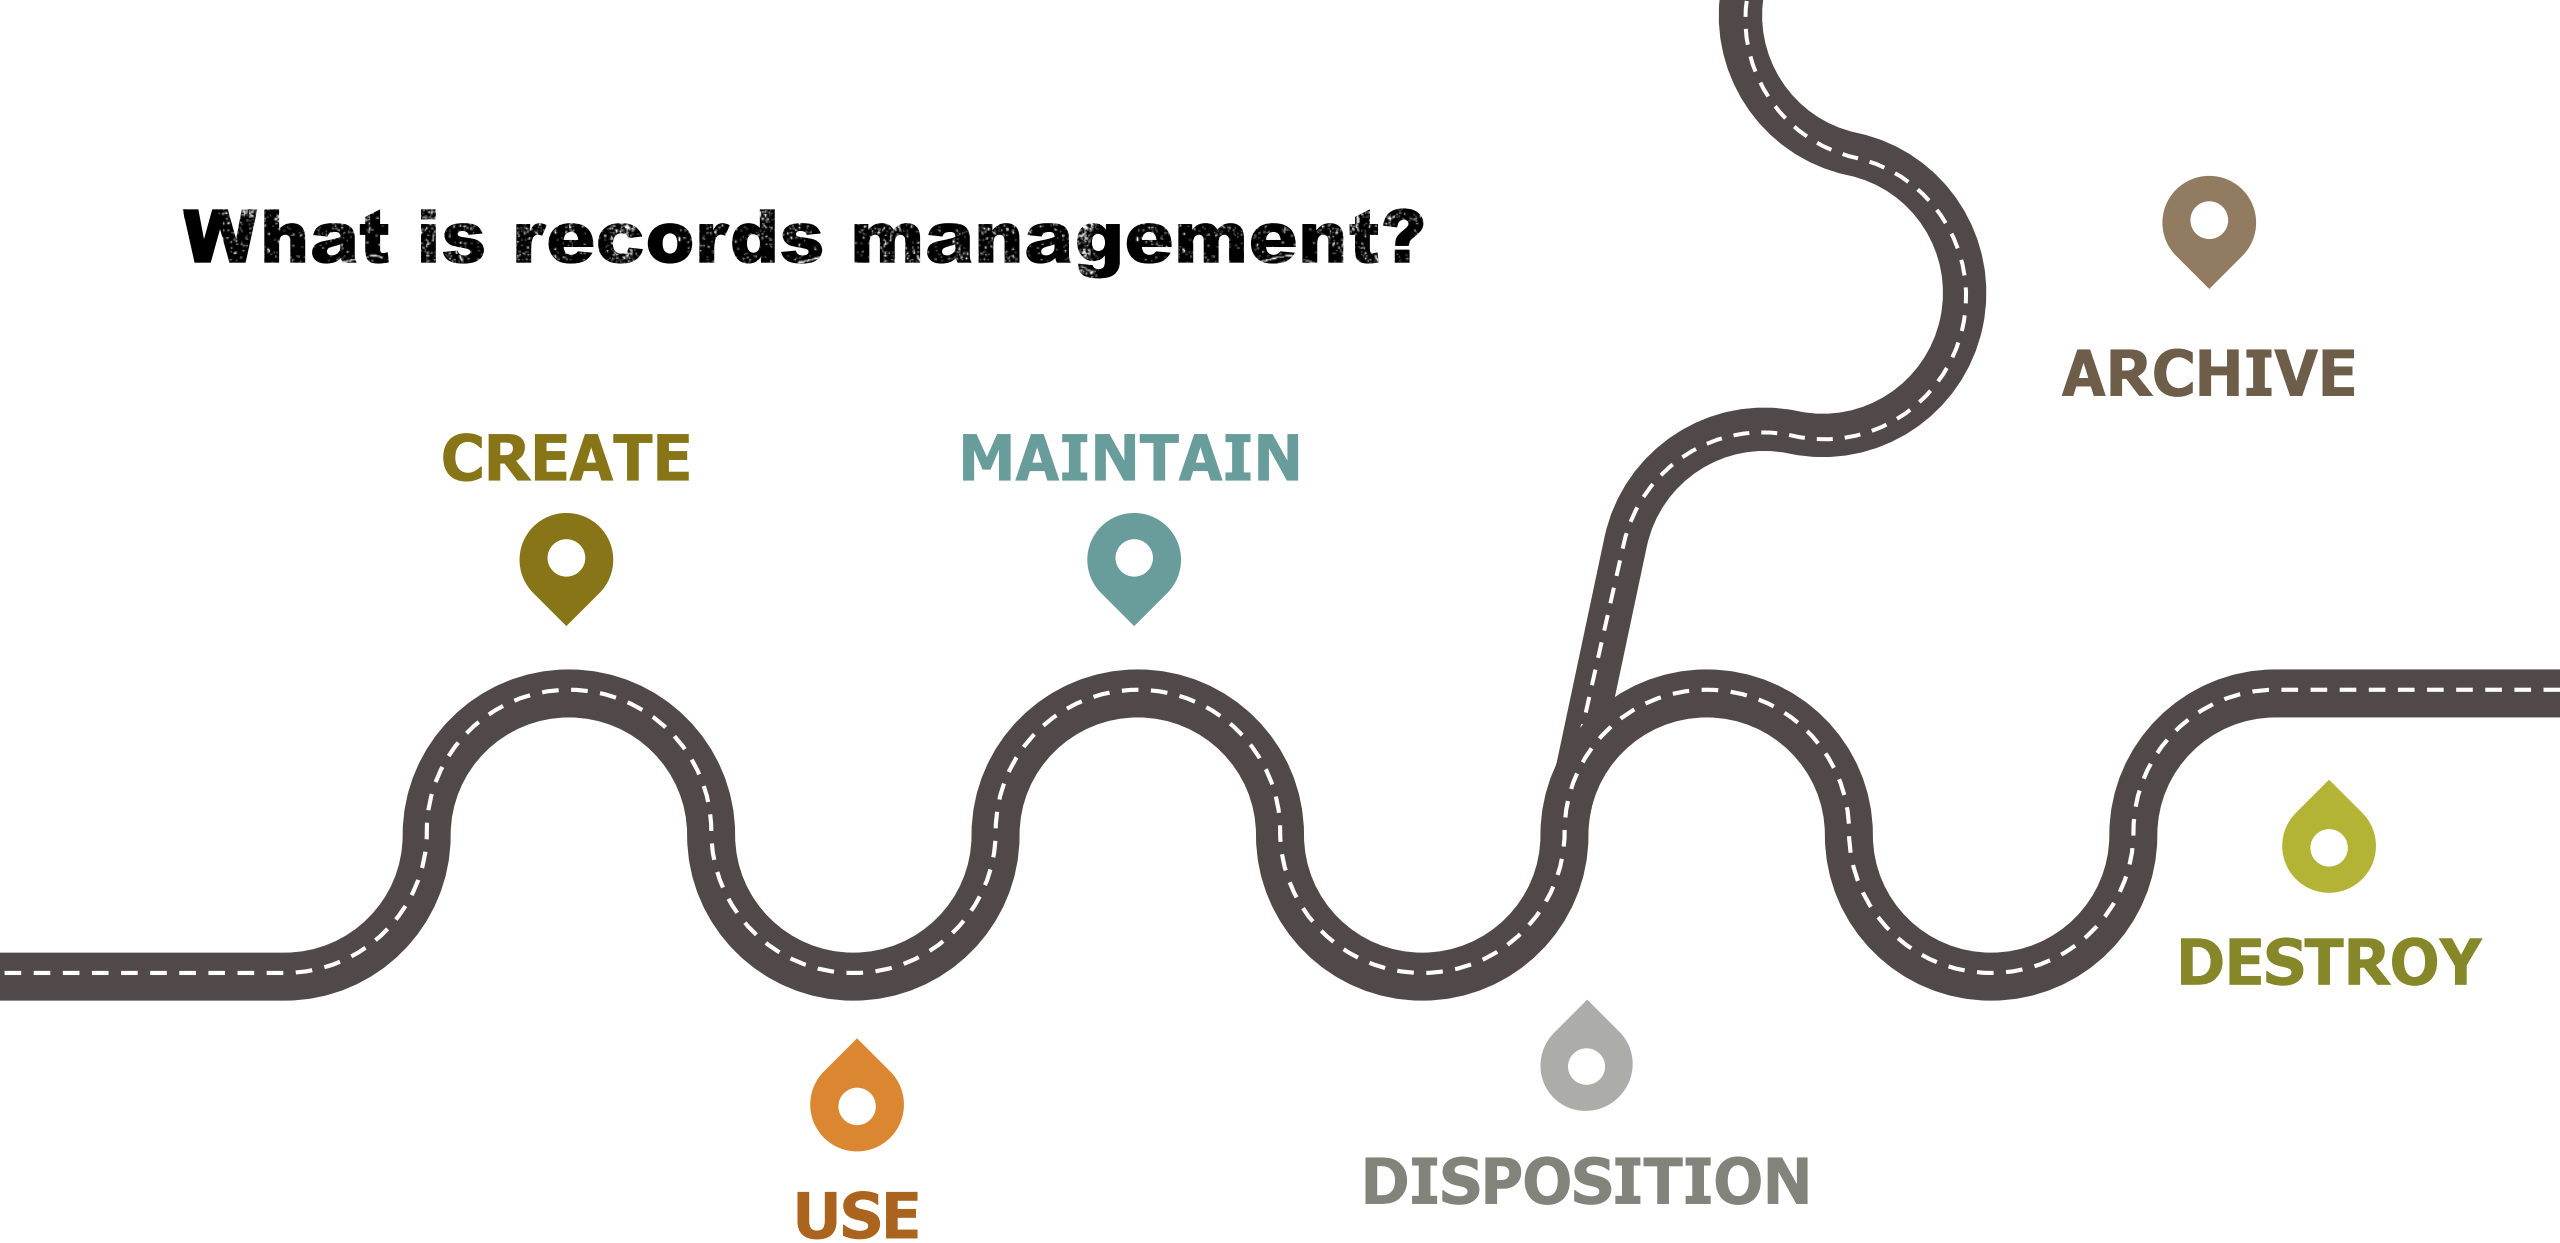 What is records management?
CREATE
USE
MAINTAIN
DISPOSITION
ARCHIVE
DESTROY